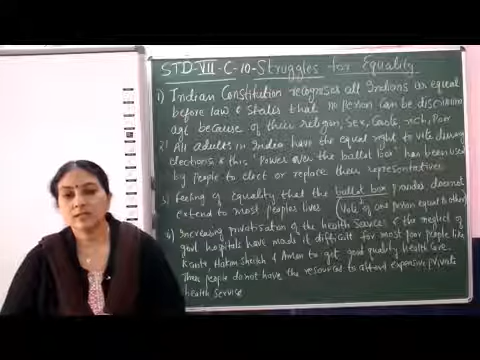 STD-VII-C-10-Struggles for Equality
1) Indian Constitution recognises all Indians as equal
before law & States that no person can be discrimin
ate because of their religion, Sex, Caste, rich, Poor
2) All adults in India have the equal right to vote during
elections & this 'Power over the ballot box' has been used
by people to elect or replace their representatives
3) Feeling of equality that the ballot box provides doesnot
extend to most peoples lives (Vote of one person equal to other)
4) Increasing privatisation of the health Services & the neglect of
govt hospitals have made it difficult for most poor people like
Kanta Hakim Sheikh & Aman to get good quality health care.
These people do not have the resources to afford expensive private
health Service